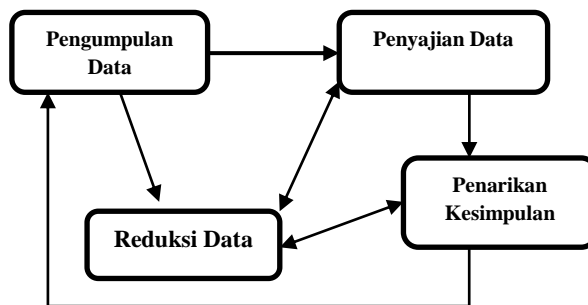 Pengumpulan
Data
Penyajian Data
Penarikan
Kesimpulan
Reduksi Data